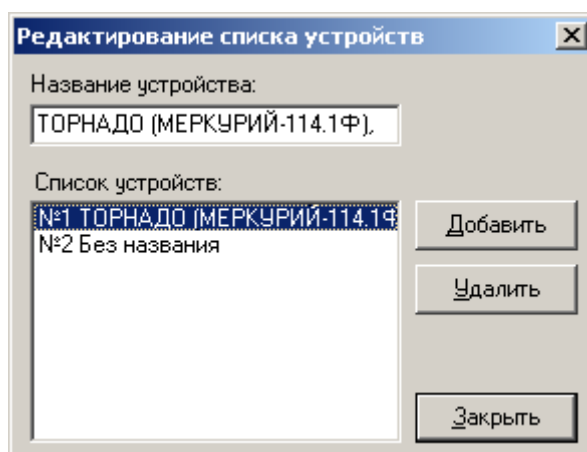 Редактирование списка устройств
Название устройства:
ТОРНАДО (МЕРКУРИЙ-114.1Ф),
Список устройств:
№1 ТОРНАДО (МЕРКУРИЙ-114.1Ф
№2 Без названия
Добавить
Удалить
Закрыть